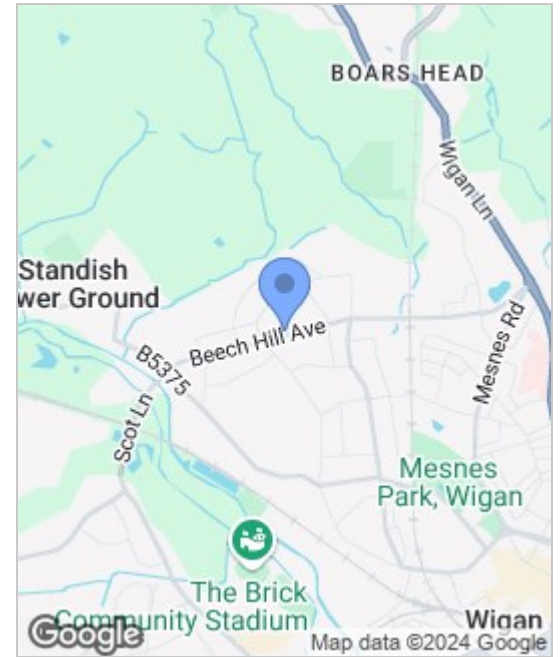 BOARS HEAD
Wigan Ln
Standish
wer Ground
Beech Hill Ave
B5375
Mesnes Rd
Scot Ln
Mesnes
Park, Wigan
The Brick
Community Stadium
Wigan
Google
Map data ©2024 Google